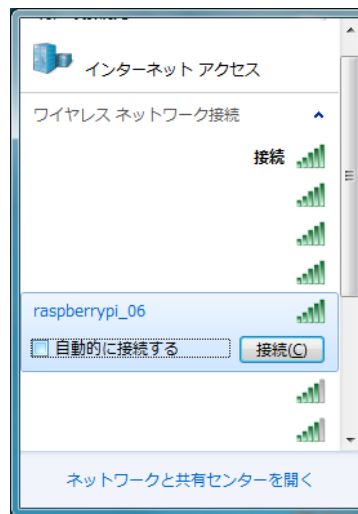 インターネット アクセス
ワイヤレス ネットワーク接続
接続
raspberrypi_06
自動的に接続する
接続(C)
ネットワークと共有センターを開く